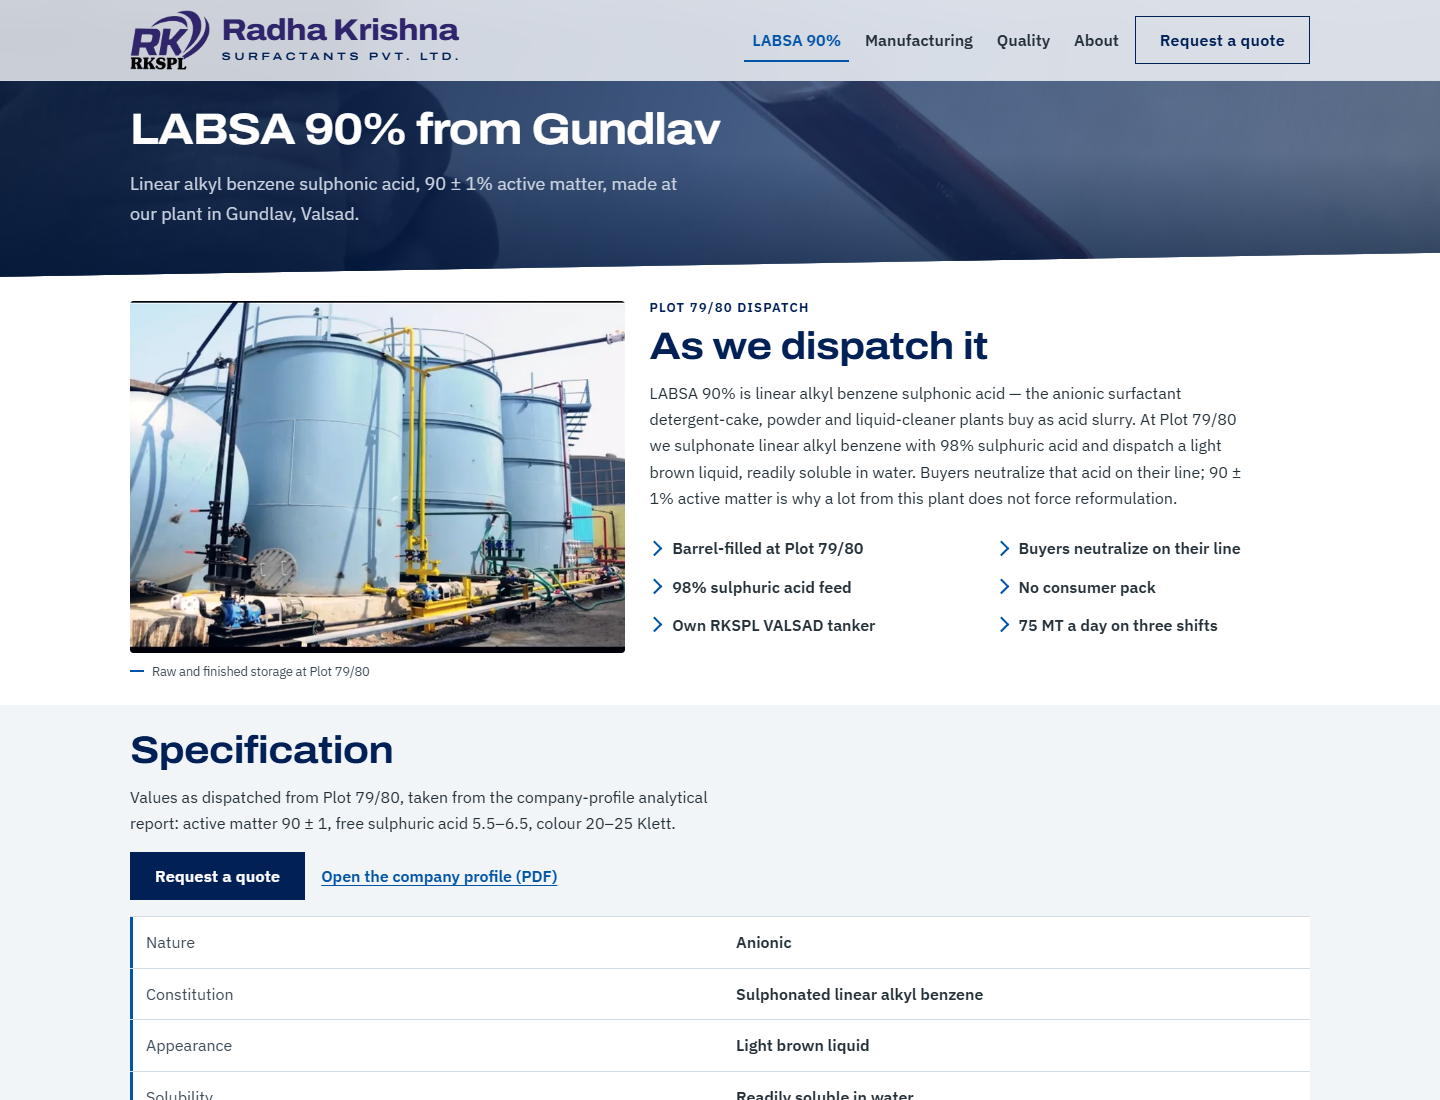 RK
RKSPL
Radha Krishna
SURFACTANTS PVT. LTD.
LABSA 90%
Manufacturing
Quality
About
Request a quote
LABSA 90% from Gundlav
Linear alkyl benzene sulphonic acid, 90 ± 1% active matter, made at
our plant in Gundlav, Valsad.
PLOT 79/80 DISPATCH
As we dispatch it
LABSA 90% is linear alkyl benzene sulphonic acid — the anionic surfactant
detergent-cake, powder and liquid-cleaner plants buy as acid slurry. At Plot 79/80
we sulphonate linear alkyl benzene with 98% sulphuric acid and dispatch a light
brown liquid, readily soluble in water. Buyers neutralize that acid on their line; 90 ±
1% active matter is why a lot from this plant does not force reformulation.
Barrel-filled at Plot 79/80
Buyers neutralize on their line
98% sulphuric acid feed
No consumer pack
Own RKSPL VALSAD tanker
75 MT a day on three shifts
Raw and finished storage at Plot 79/80
Specification
Values as dispatched from Plot 79/80, taken from the company-profile analytical
report: active matter 90 ± 1, free sulphuric acid 5.5–6.5, colour 20–25 Klett.
Request a quote
Open the company profile (PDF)
Nature
Anionic
Constitution
Sulphonated linear alkyl benzene
Appearance
Light brown liquid
Solubility
Readily soluble in water